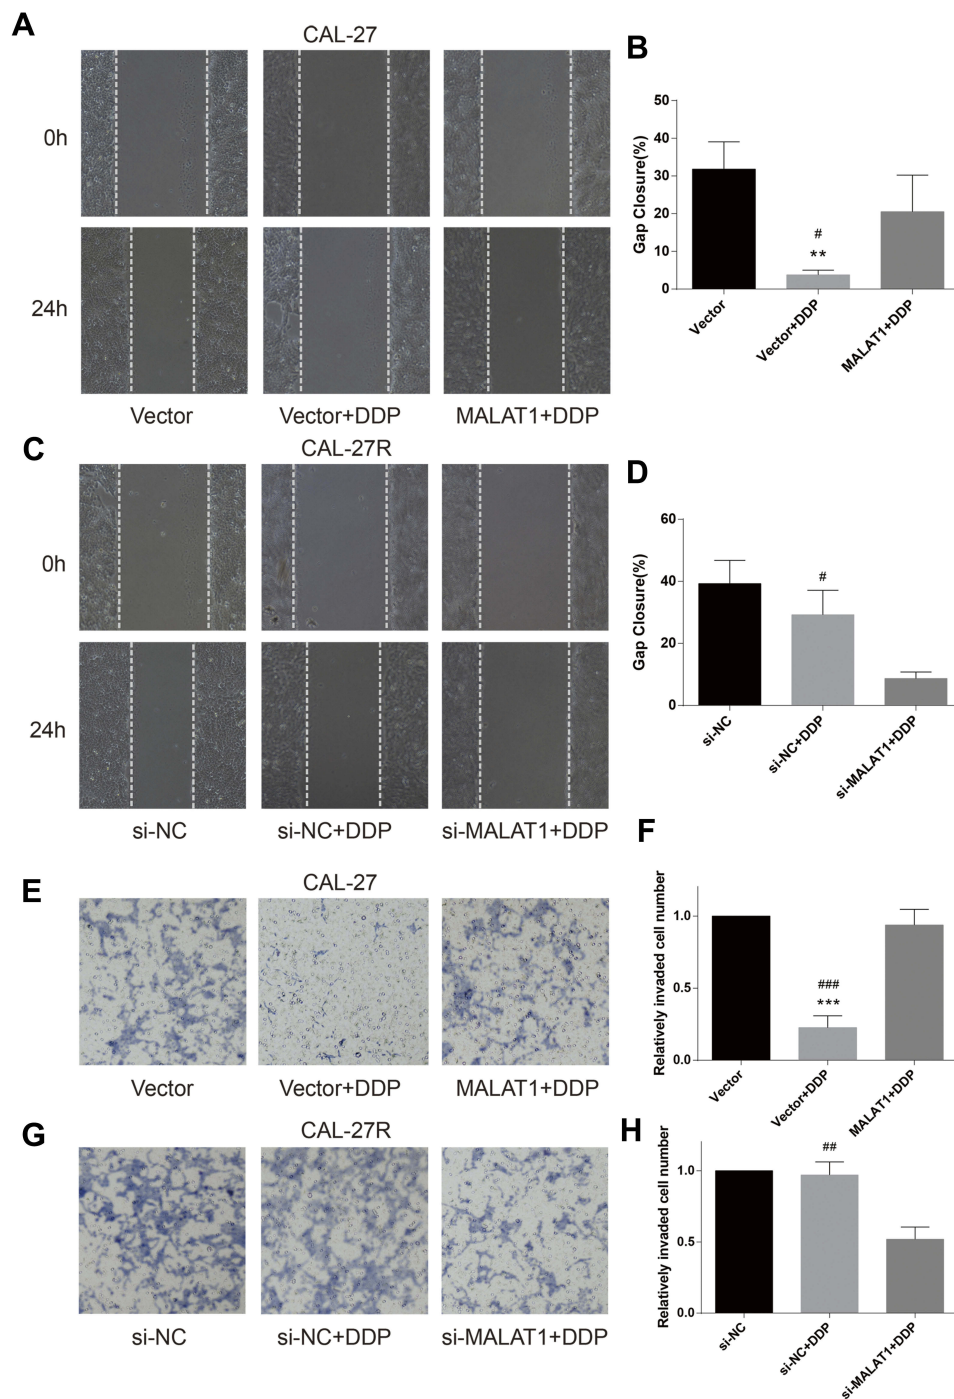 A
CAL-27
0h
24h
Vector
Vector+DDP
MALAT1+DDP
B
Gap Closure(%)
50
40
30
20
10
0
#
**
Vector
Vector+DDP
MALAT1+DDP
C
CAL-27R
0h
24h
si-NC
si-NC+DDP
si-MALAT1+DDP
D
Gap Closure(%)
60
40
20
0
#
si-NC
si-NC+DDP
si-MALAT1+DDP
E
CAL-27
Vector
Vector+DDP
MALAT1+DDP
F
Relatively invaded cell number
1.0
0.5
0.0
###
***
Vector
Vector+DDP
MALAT1+DDP
G
CAL-27R
si-NC
si-NC+DDP
si-MALAT1+DDP
H
Relatively invaded cell number
1.0
0.5
0.0
##
si-NC
si-NC+DDP
si-MALAT1+DDP